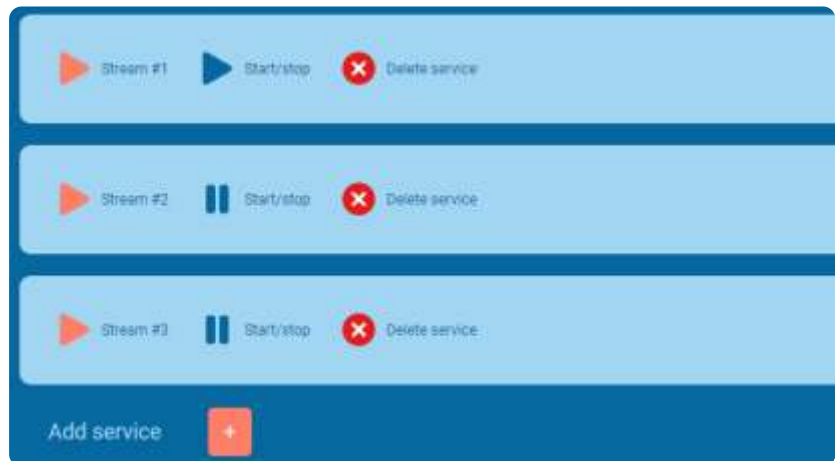 Stream #1 Start/stop Delete service
Stream #2 Start/stop Delete service
Stream #3 Start/stop Delete service
Add service +